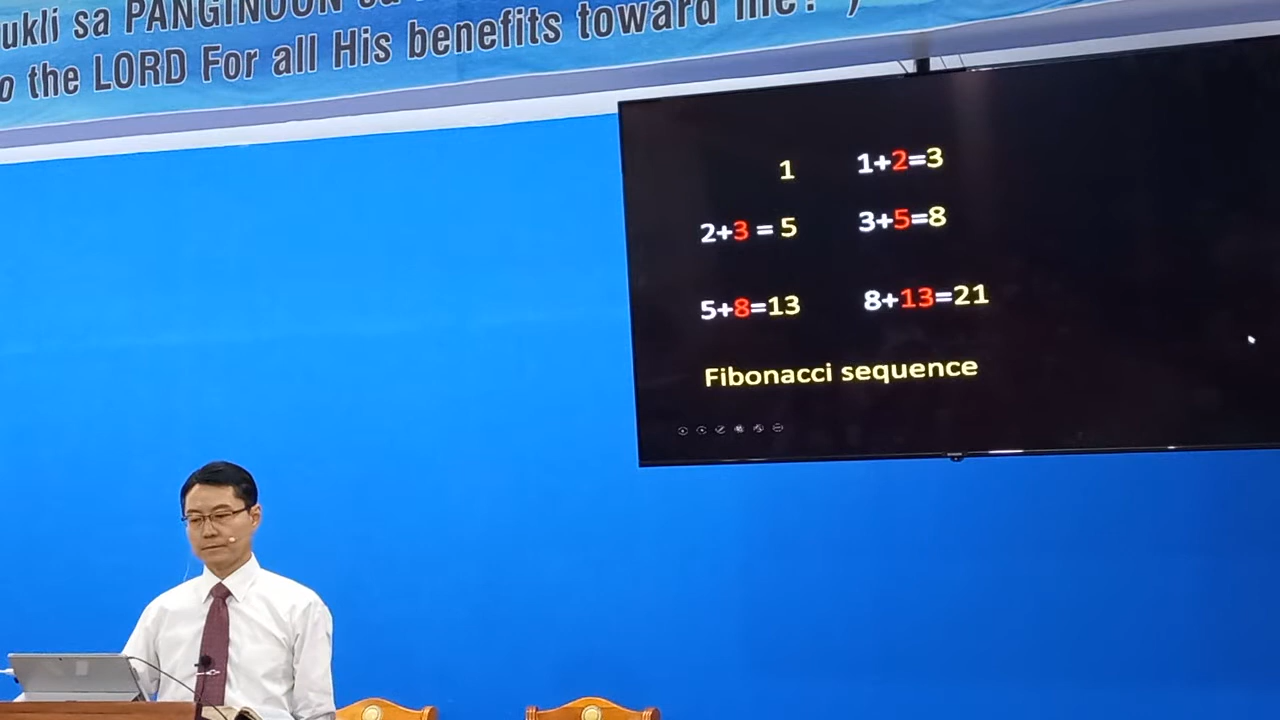 sa PANGINOON
the LORD For all His benefits toward me? )
1 1+2=3
2+3 = 5 3+5=8
5+8=13 8+13=21
Fibonacci sequence